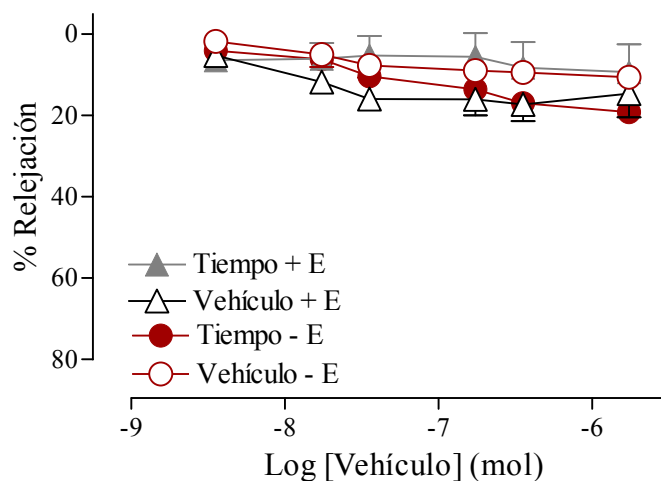 0
20
40
60
80
% Relejación
Tiempo + E
Vehículo + E
Tiempo - E
Vehículo - E
-9 -8 -7 -6
Log [Vehículo] (mol)